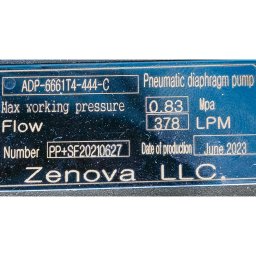 ADP-6661T4-444-C Pneumatic diaphragm pump
Max working pressure 0.83 Mpa
Flow 378 LPM
Number PP+SF20210627 Date of production June 2023
Zenova LLC.